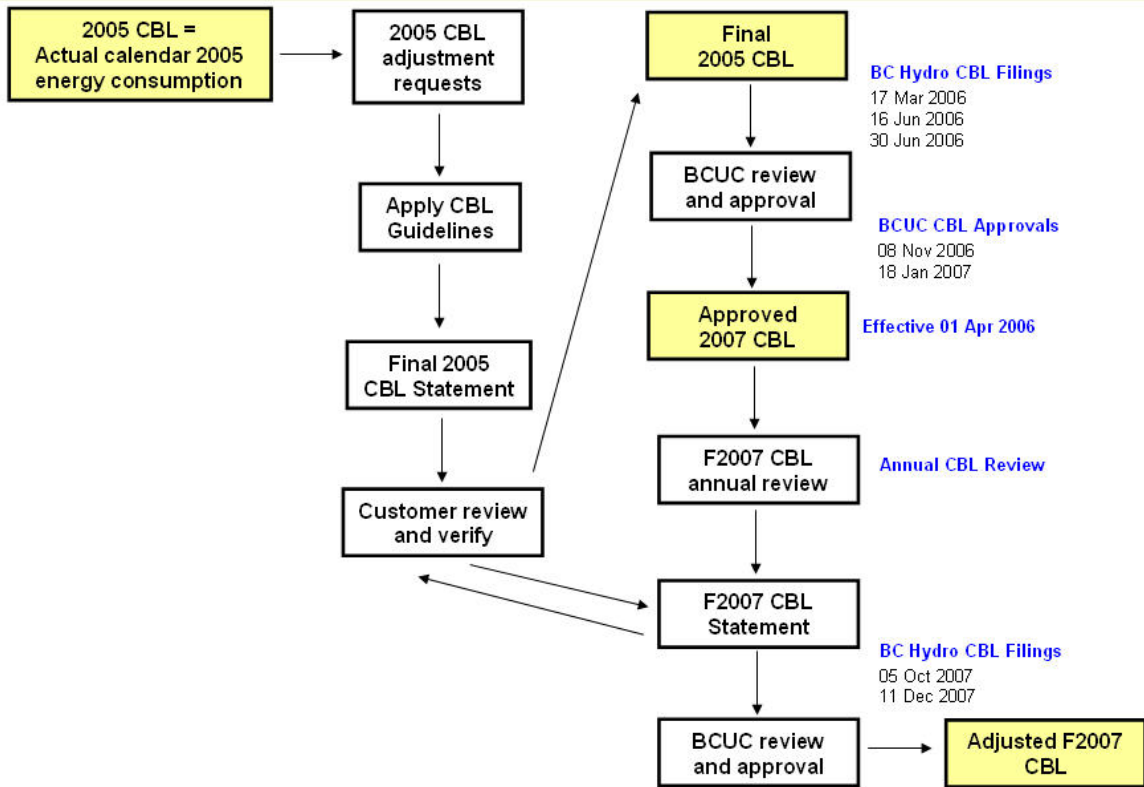 2005 CBL =
Actual calendar 2005
energy consumption
2005 CBL
adjustment
requests
Apply CBL
Guidelines
Final 2005
CBL Statement
Customer review
and verify
Final
2005 CBL
BC Hydro CBL Filings
17 Mar 2006
16 Jun 2006
30 Jun 2006
BCUC review
and approval
BCUC CBL Approvals
08 Nov 2006
18 Jan 2007
Approved
2007 CBL
Effective 01 Apr 2006
F2007 CBL
annual review
Annual CBL Review
F2007 CBL
Statement
BC Hydro CBL Filings
05 Oct 2007
11 Dec 2007
BCUC review
and approval
Adjusted F2007
CBL